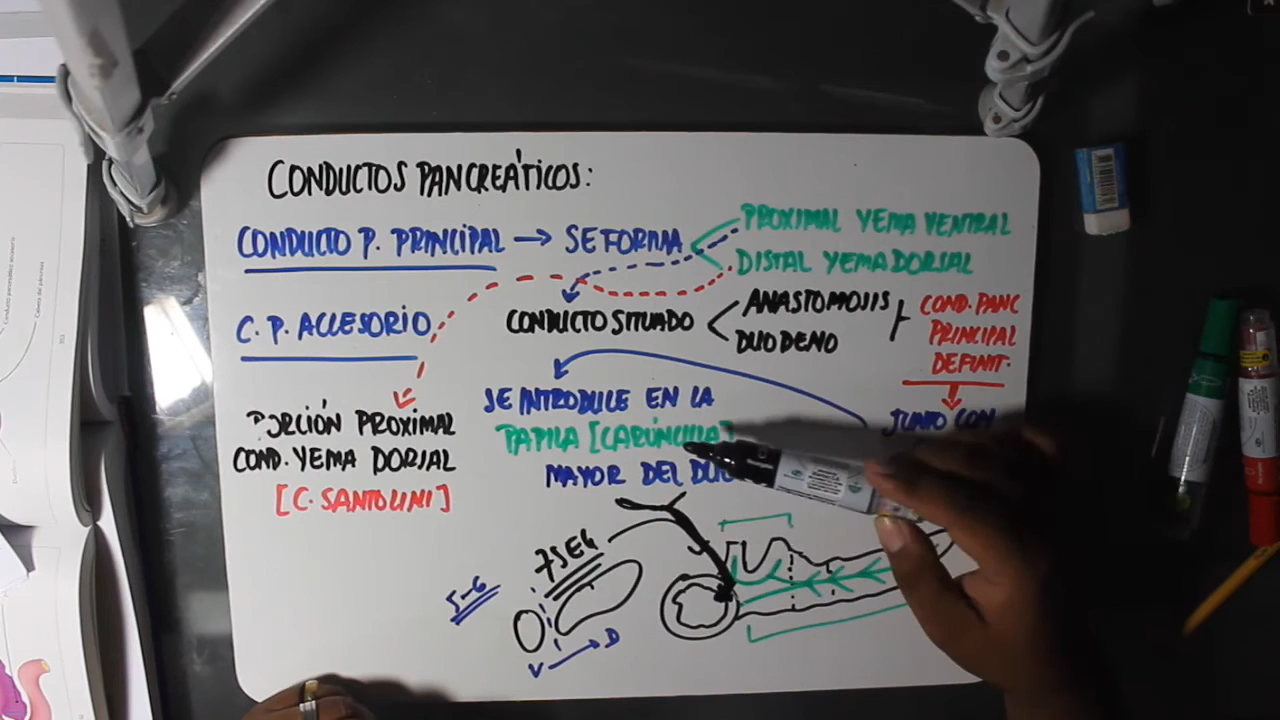 CONDUCTOS PANCREÁTICOS:
CONDUCTO P. PRINCIPAL → SE FORMA
PROXIMAL YEMA VENTRAL
DISTAL YEMA DORSAL
C. P. ACCESORIO
CONDUCTO SITUADO
ANASTOMOSIS
DUODENO
COND. PANC
PRINCIPAL
DEFINIT.
PORCIÓN PROXIMAL
COND. YEMA DORSAL
[C. SANTOLINI]
SE INTRODUCE EN LA
PAPILA [CARÚNCULA]
MAYOR DEL DUO
JUNTO CON
7SEG
5-6
V
D